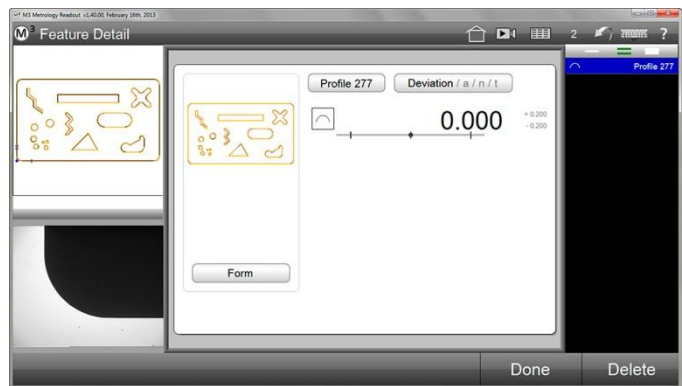 M3 Metrology Readout v1.40.00, February 16th, 2013
M3 Feature Detail
2
?
Profile 277
Profile 277
Deviation / a / n / t
0.000
+ 0.200
- 0.200
Form
Done
Delete